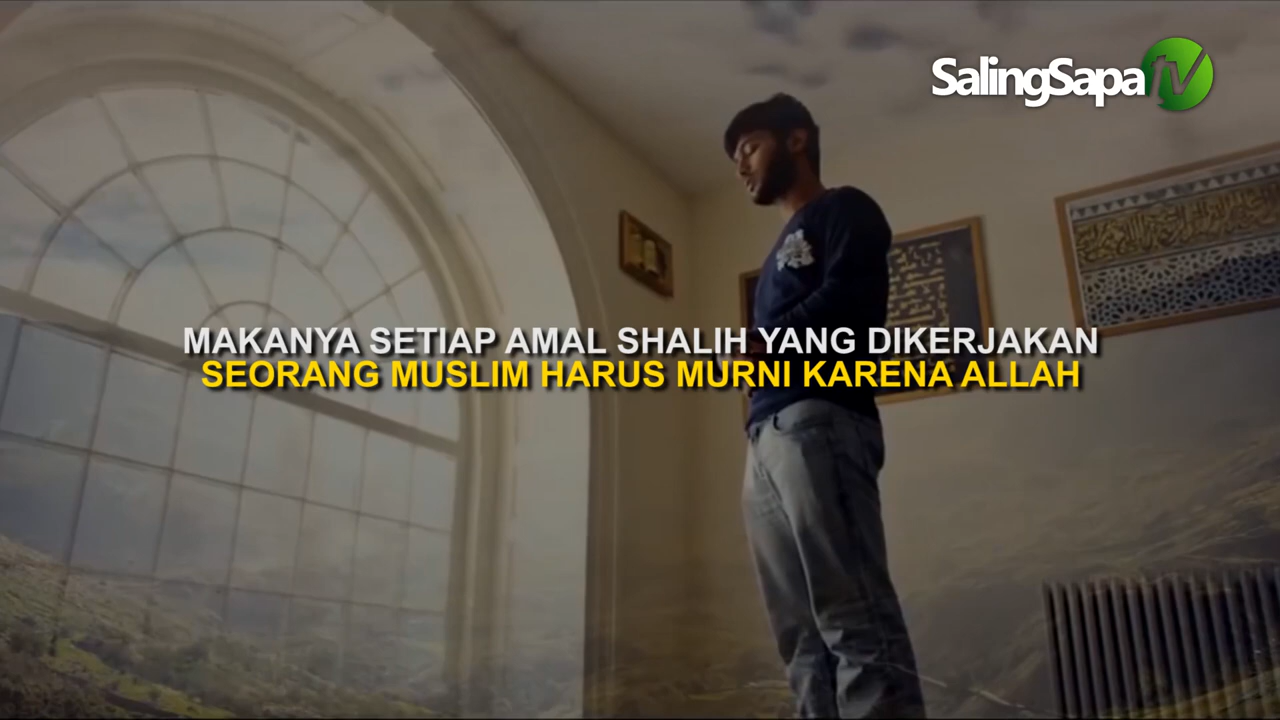 SalingSapa tv
MAKANYA SETIAP AMAL SHALIH YANG DIKERJAKAN
SEORANG MUSLIM HARUS MURNI KARENA ALLAH